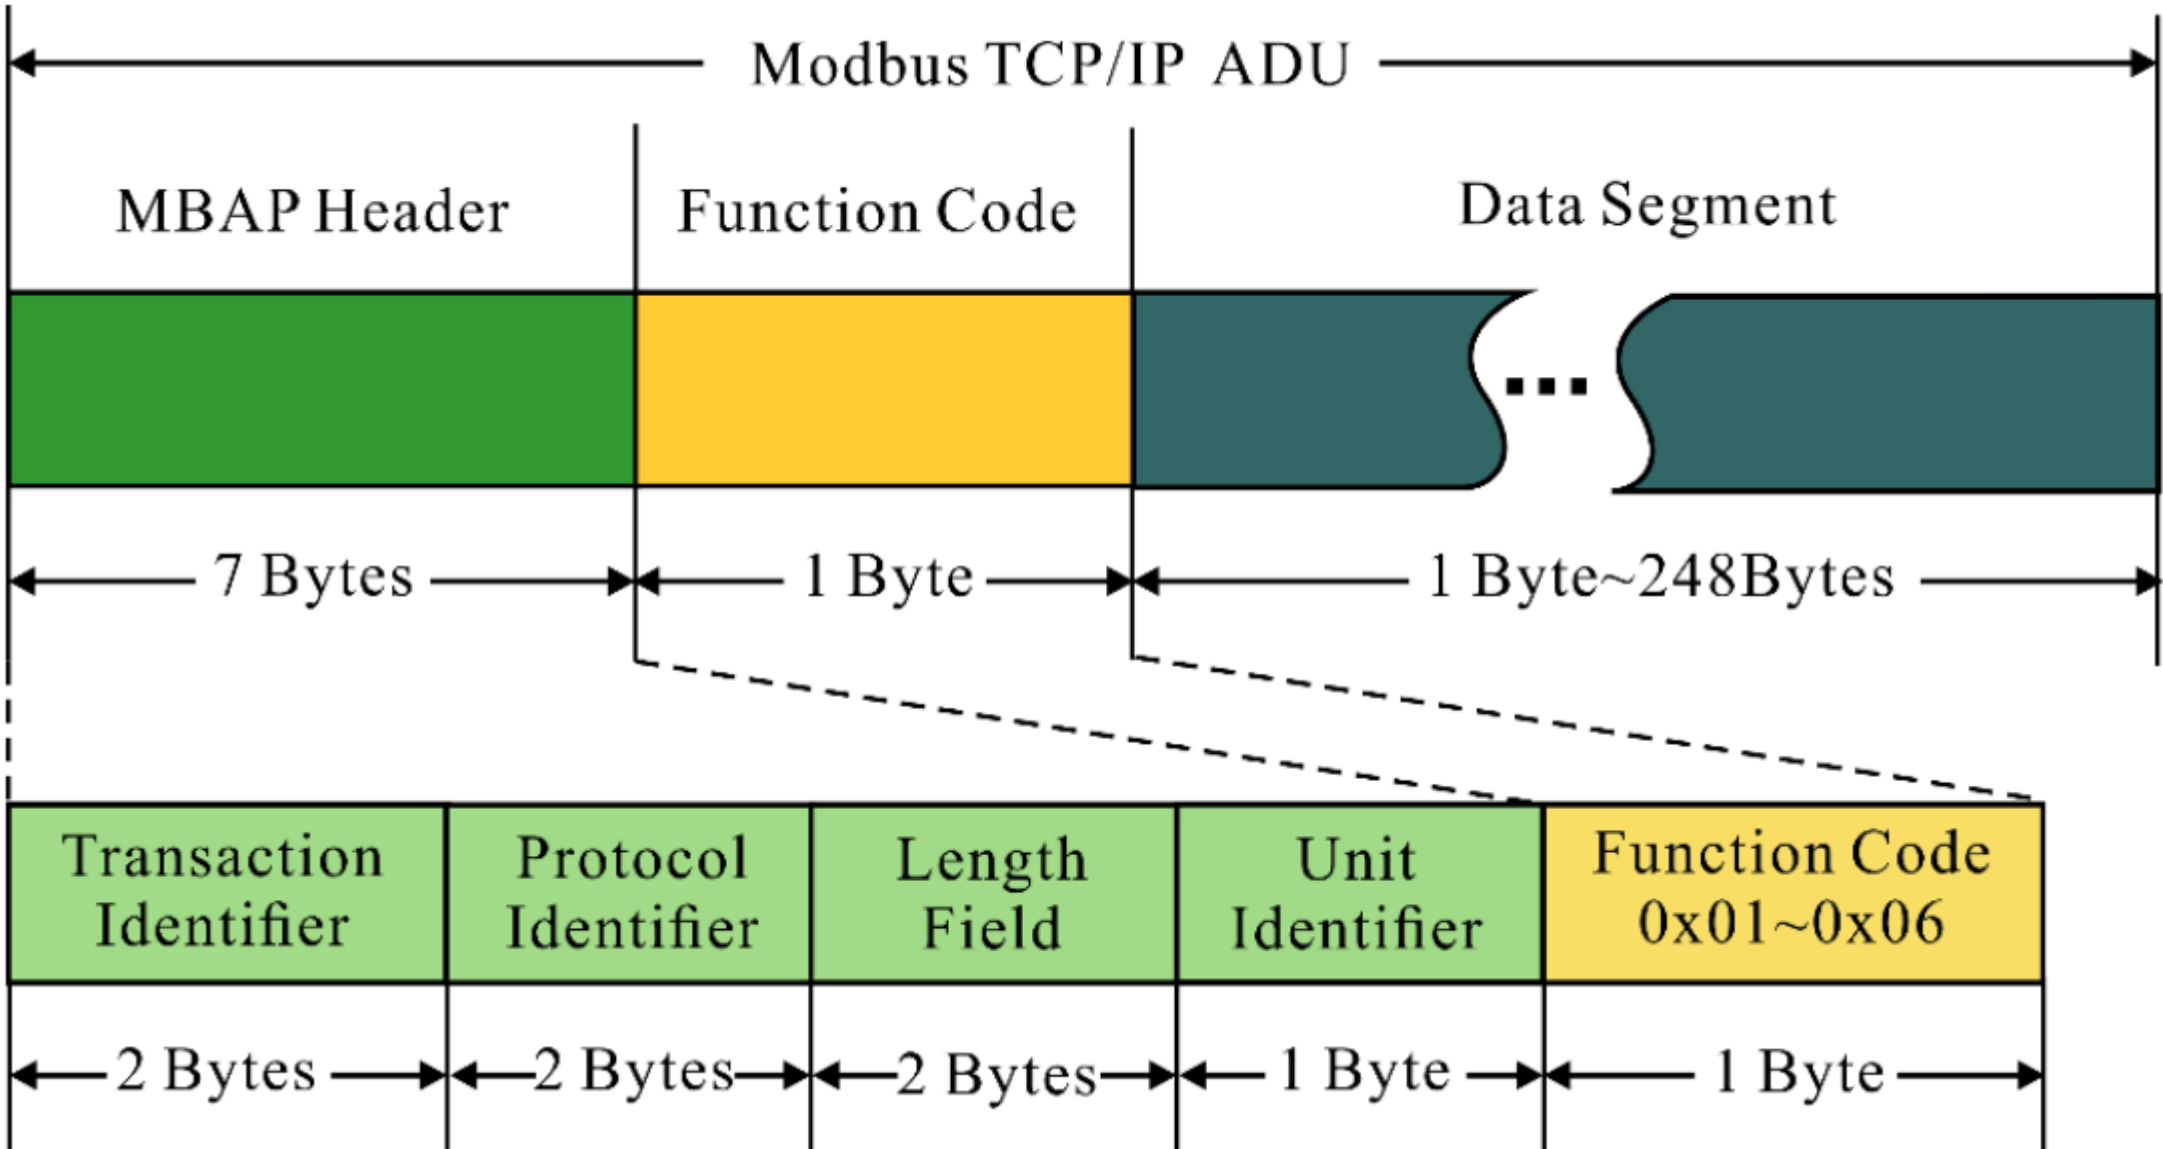 Modbus TCP/IP ADU
MBAP Header
Function Code
Data Segment
7 Bytes
1 Byte
1 Byte~248Bytes
Transaction
Identifier
Protocol
Identifier
Length
Field
Unit
Identifier
Function Code
0x01~0x06
2 Bytes
2 Bytes
2 Bytes
1 Byte
1 Byte